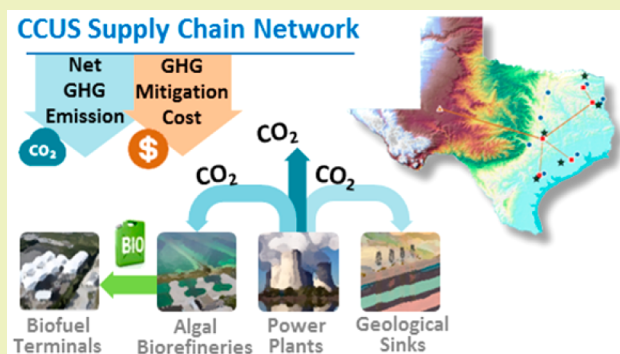 CCUS Supply Chain Network
Net
GHG
Emission
GHG
Mitigation
Cost
CO₂
$
CO₂
CO₂
CO₂
BIO
Biofuel
Terminals
Algal
Biorefineries
Power
Plants
Geological
Sinks